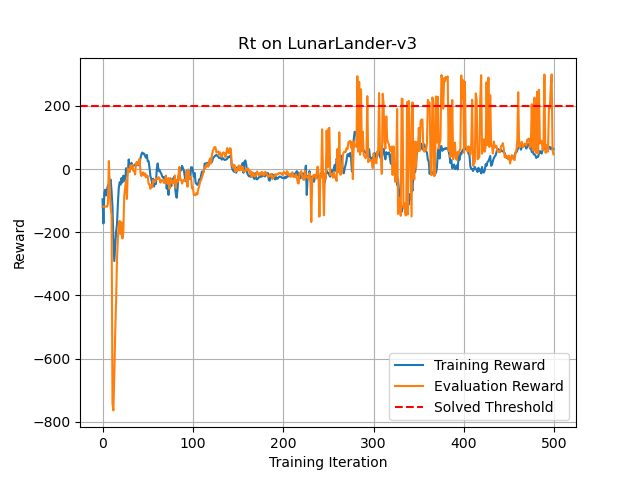 Rt on LunarLander-v3
Reward
200
0
−200
−400
−600
−800
0 100 200 300 400 500
Training Iteration
Training Reward
Evaluation Reward
Solved Threshold